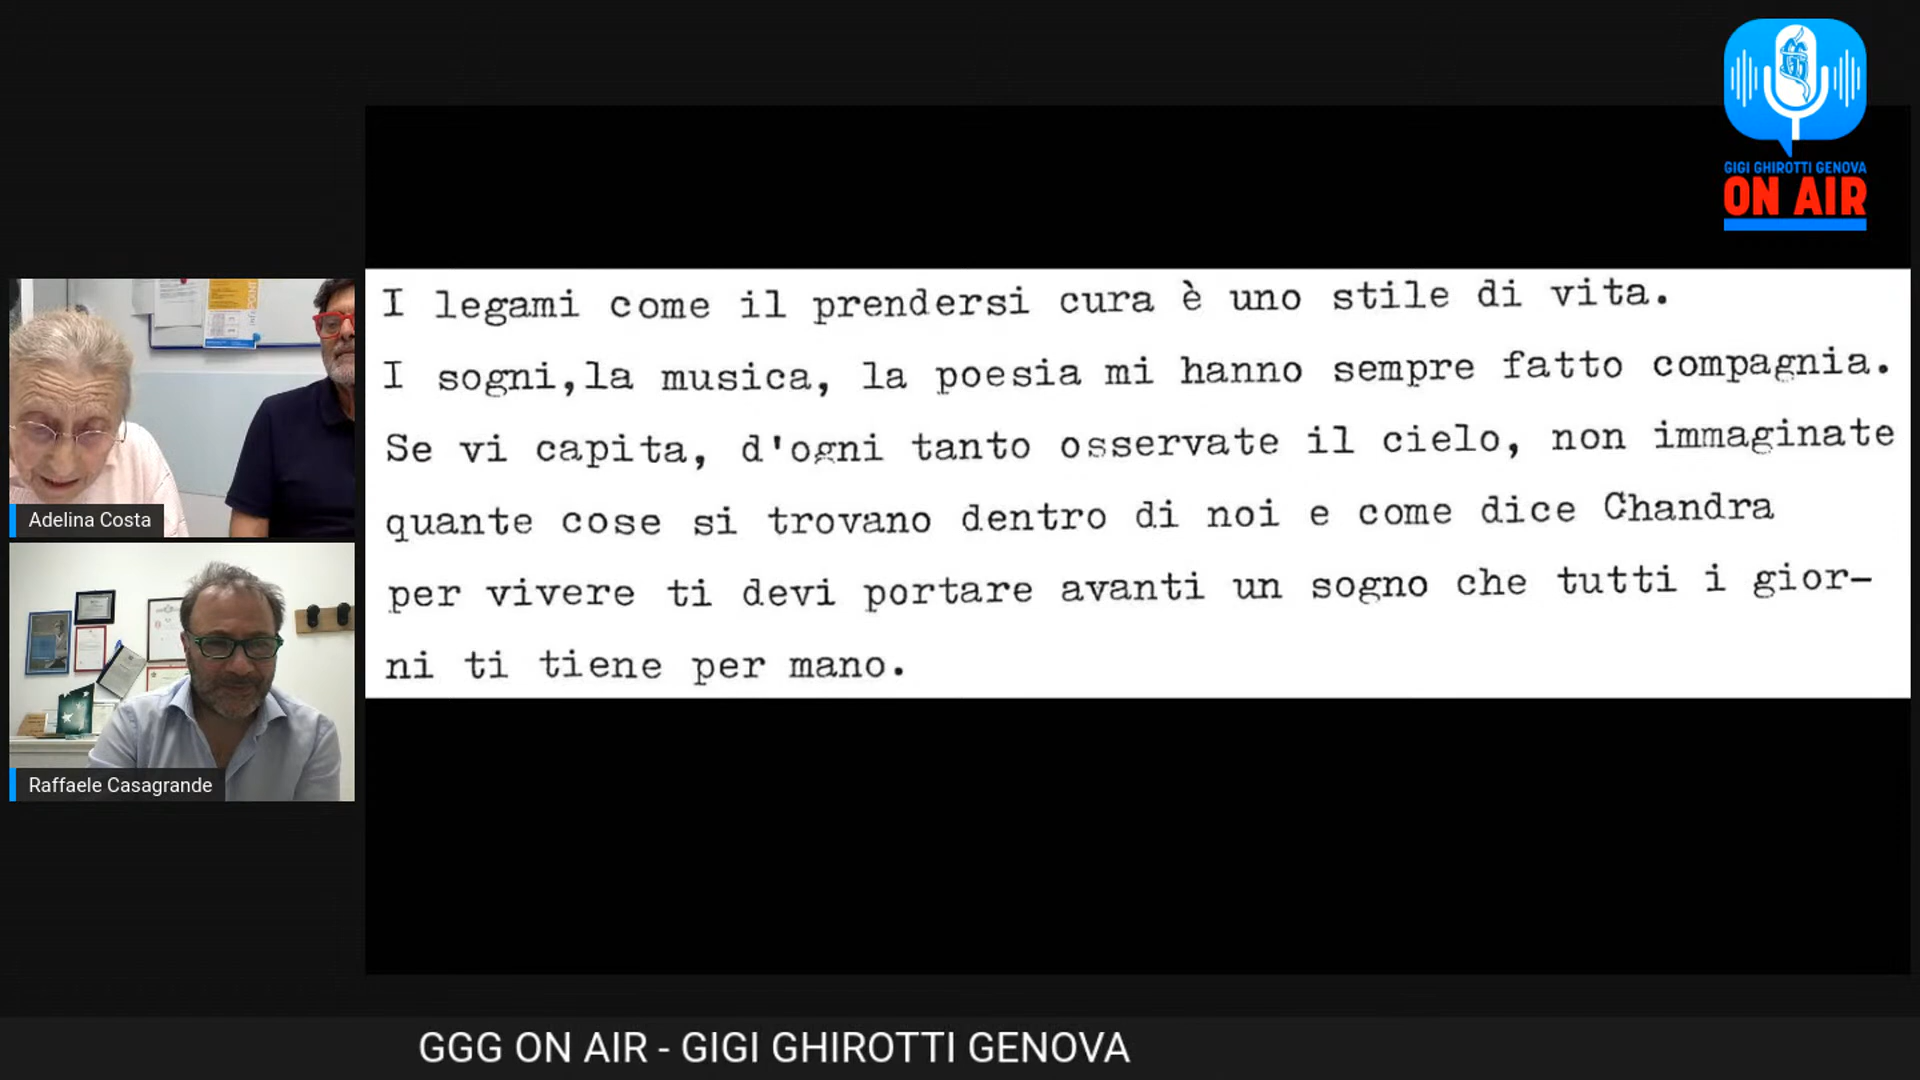 GIGI GHIROTTI GENOVA
ON AIR
I legami come il prendersi cura è uno stile di vita.
I sogni,la musica, la poesia mi hanno sempre fatto compagnia.
Se vi capita, d'ogni tanto osservate il cielo, non immaginate
quante cose si trovano dentro di noi e come dice Chandra
per vivere ti devi portare avanti un sogno che tutti i gior-
ni ti tiene per mano.
Adelina Costa
Raffaele Casagrande
GGG ON AIR - GIGI GHIROTTI GENOVA